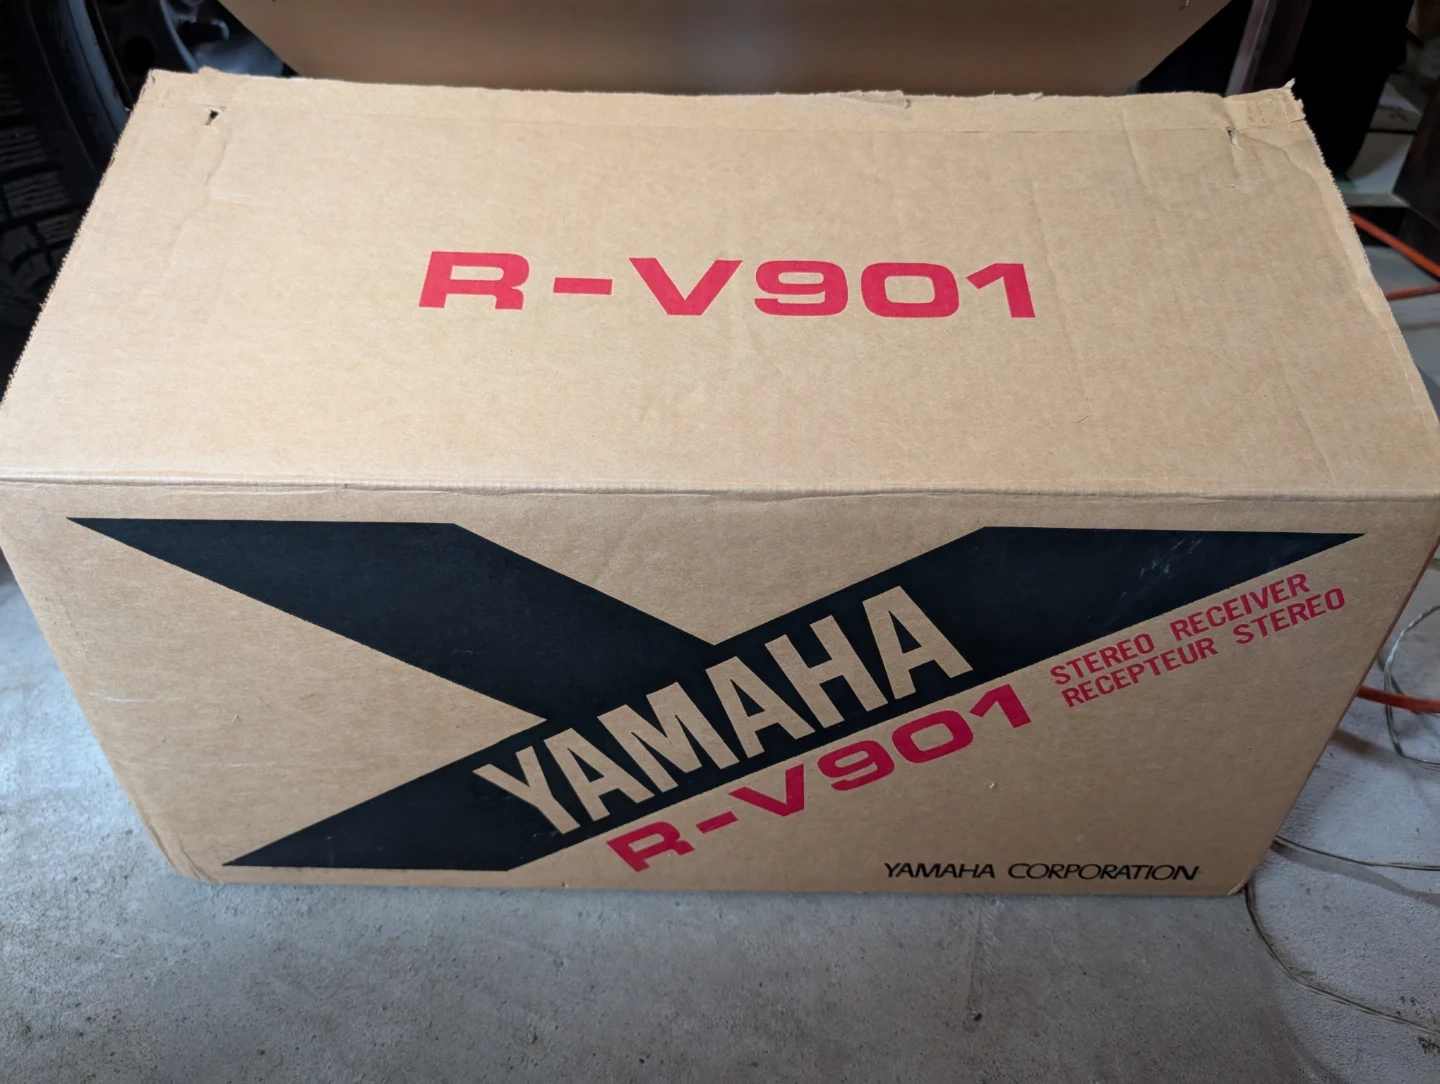 R-V901
YAMAHA
R-V901
STEREO RECEIVER
RECEPTEUR STEREO
YAMAHA CORPORATION